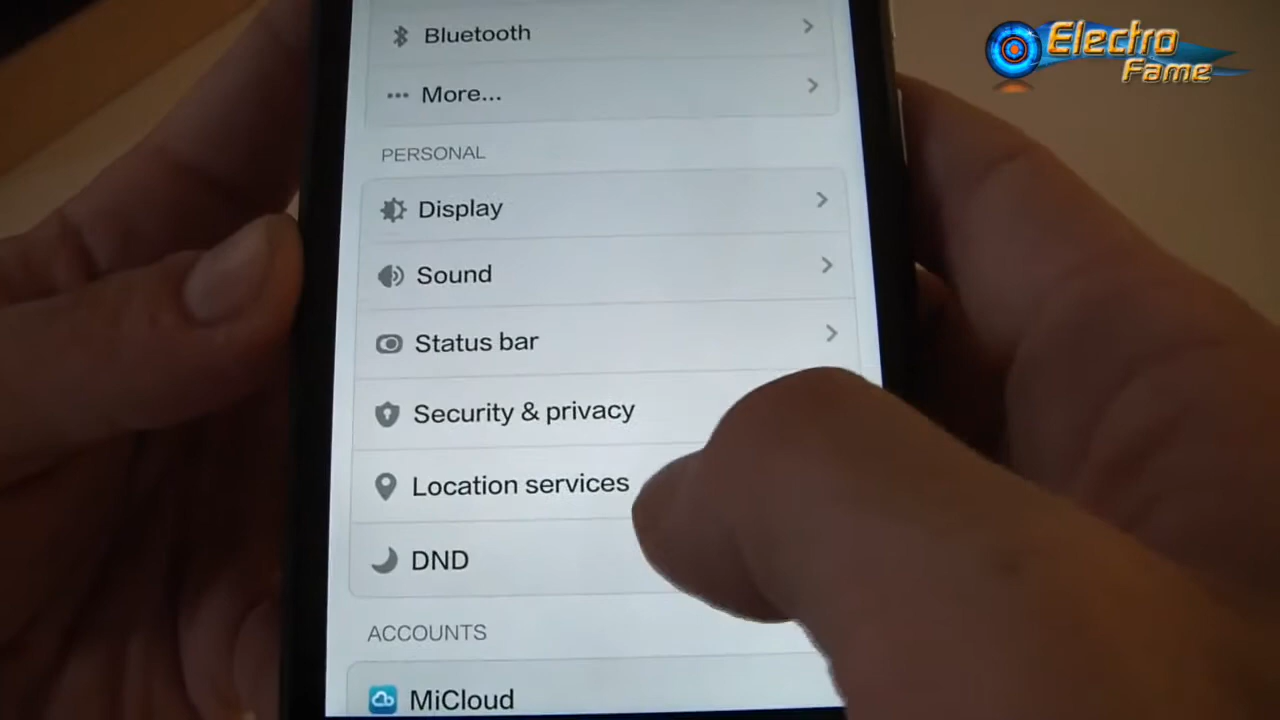 Electro
Fame
Bluetooth
More...
PERSONAL
Display
Sound
Status bar
Security & privacy
Location services
DND
ACCOUNTS
MiCloud